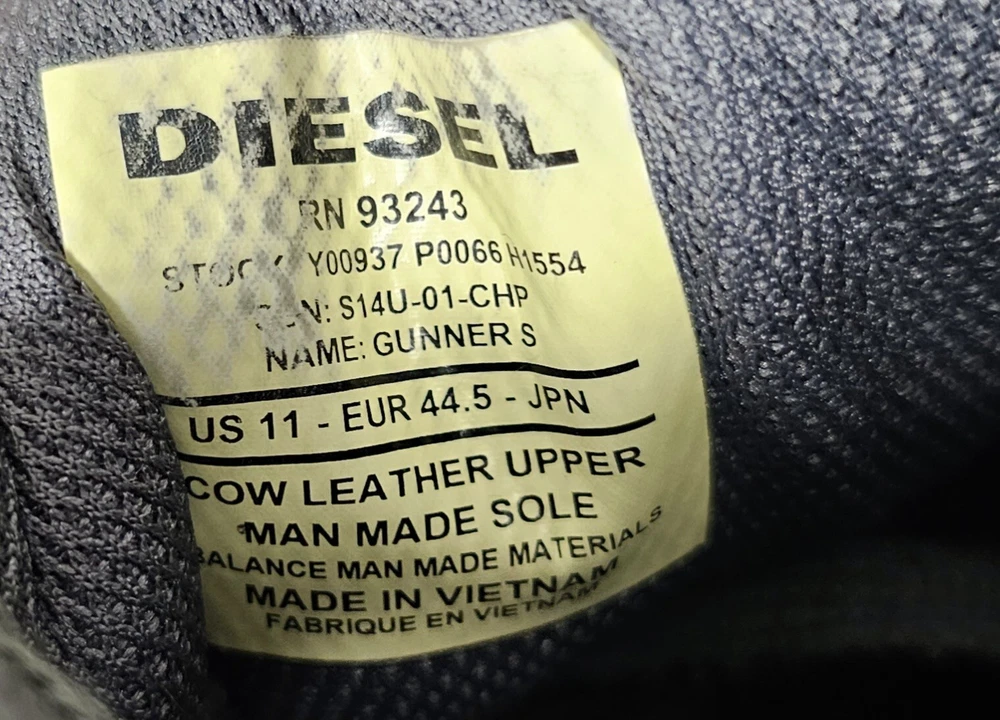 DIESEL
RN 93243
STOCK Y00937 P0066 H1554
S14U-01-CHP
NAME: GUNNER S
US 11 - EUR 44.5 - JPN
COW LEATHER UPPER
MAN MADE SOLE
BALANCE MAN MADE MATERIALS
MADE IN VIETNAM
FABRIQUE EN VIETNAM